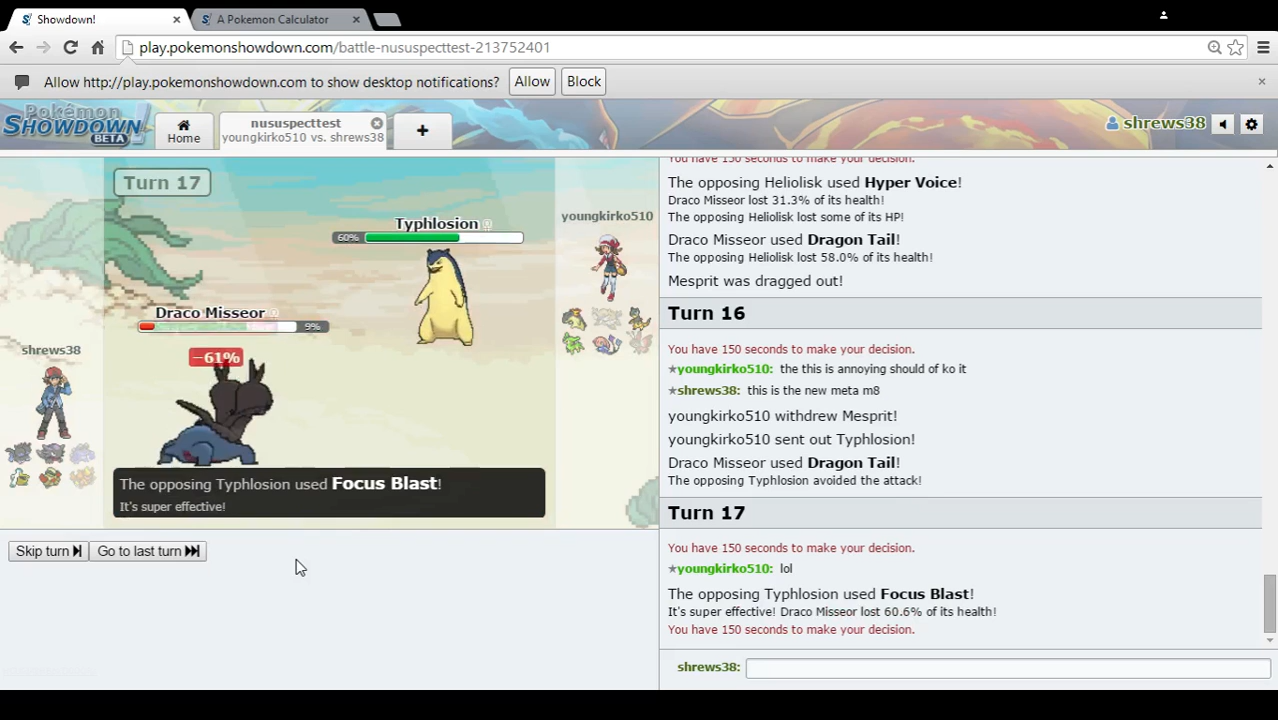 Showdown!
A Pokemon Calculator
play.pokemonshowdown.com/battle-nususpecttest-213752401
Allow http://play.pokemonshowdown.com to show desktop notifications?
Allow
Block
Pokémon
SHOWDOWN
BETA
Home
nususpecttest
youngkirko510 vs. shrews38
+
shrews38
Turn 17
Typhlosion
60%
youngkirko510
Draco Misseor
9%
−61%
shrews38
The opposing Typhlosion used Focus Blast!
It's super effective!
Skip turn
Go to last turn
You have 150 seconds to make your decision.
The opposing Heliolisk used Hyper Voice!
Draco Misseor lost 31.3% of its health!
The opposing Heliolisk lost some of its HP!
Draco Misseor used Dragon Tail!
The opposing Heliolisk lost 58.0% of its health!
Mesprit was dragged out!
Turn 16
You have 150 seconds to make your decision.
★youngkirko510: the this is annoying should of ko it
★shrews38: this is the new meta m8
youngkirko510 withdrew Mesprit!
youngkirko510 sent out Typhlosion!
Draco Misseor used Dragon Tail!
The opposing Typhlosion avoided the attack!
Turn 17
You have 150 seconds to make your decision.
★youngkirko510: lol
The opposing Typhlosion used Focus Blast!
It's super effective! Draco Misseor lost 60.6% of its health!
You have 150 seconds to make your decision.
shrews38: